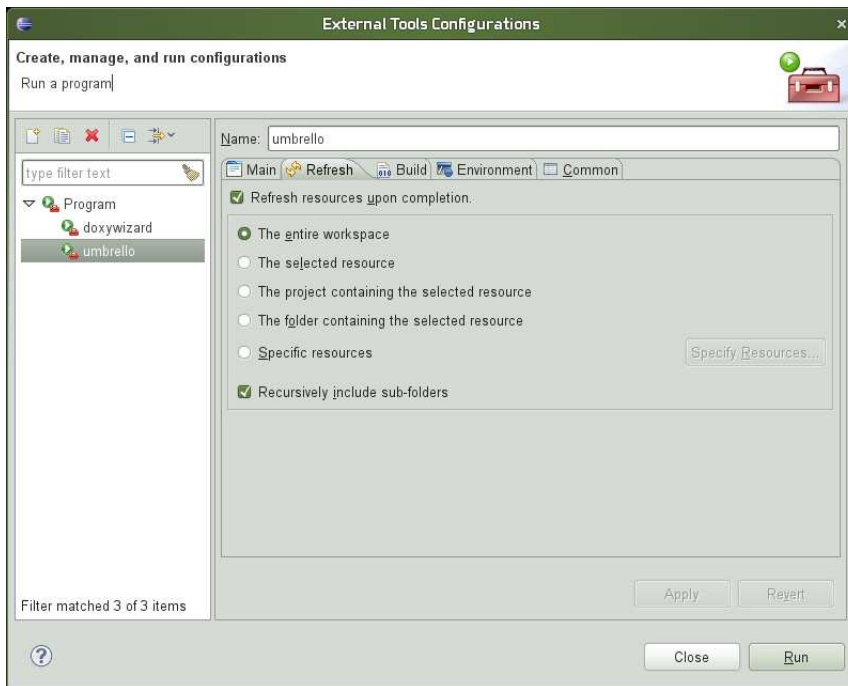 External Tools Configurations
Create, manage, and run configurations
Run a program
type filter text
Program
doxywizard
umbrello
Filter matched 3 of 3 items
Name: umbrello
Main Refresh Build Environment Common
Refresh resources upon completion.
The entire workspace
The selected resource
The project containing the selected resource
The folder containing the selected resource
Specific resources Specify Resources...
Recursively include sub-folders
Apply Revert
Close Run